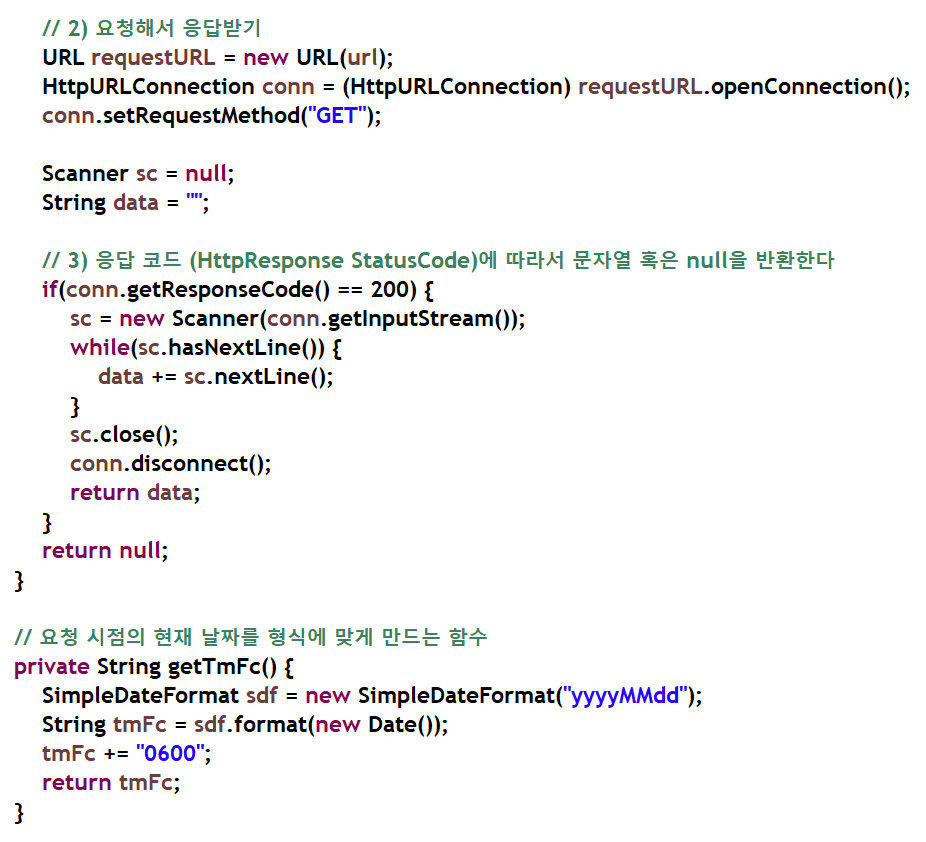 // 2) 요청해서 응답받기
URL requestURL = new URL(url);
HttpURLConnection conn = (HttpURLConnection) requestURL.openConnection();
conn.setRequestMethod("GET");
Scanner sc = null;
String data = "";
// 3) 응답 코드 (HttpResponse StatusCode)에 따라서 문자열 혹은 null을 반환한다
if(conn.getResponseCode() == 200) {
sc = new Scanner(conn.getInputStream());
while(sc.hasNextLine()) {
data += sc.nextLine();
}
sc.close();
conn.disconnect();
return data;
}
return null;
}
// 요청 시점의 현재 날짜를 형식에 맞게 만드는 함수
private String getTmFc() {
SimpleDateFormat sdf = new SimpleDateFormat("yyyyMMdd");
String tmFc = sdf.format(new Date());
tmFc += "0600";
return tmFc;
}